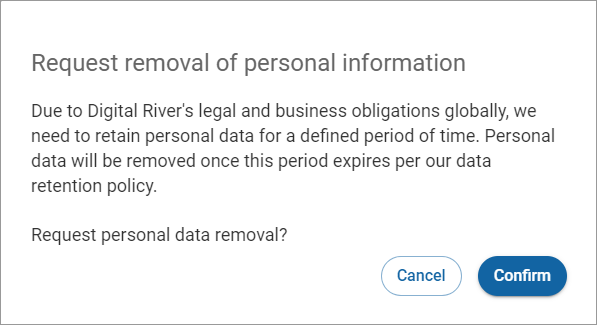 Request removal of personal information
Due to Digital River's legal and business obligations globally, we
need to retain personal data for a defined period of time. Personal
data will be removed once this period expires per our data
retention policy.
Request personal data removal?
Cancel Confirm